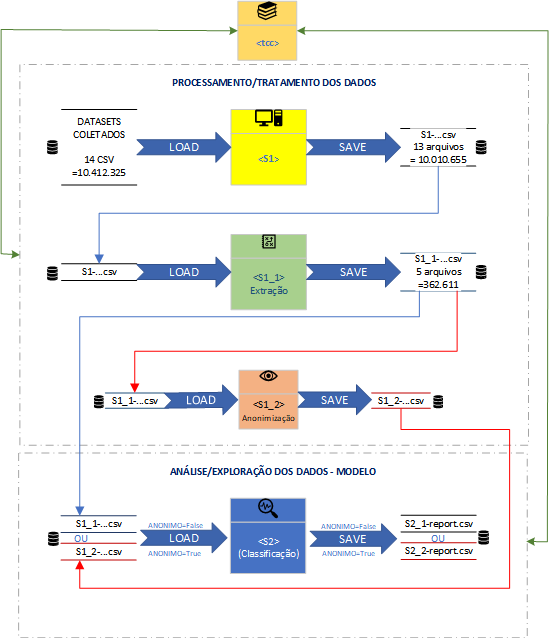 <tcc>
PROCESSAMENTO/TRATAMENTO DOS DADOS
DATASETS
COLETADOS
14 CSV
=10.412.325
LOAD
<S1>
SAVE
S1-...csv
13 arquivos
= 10.010.655
S1-...csv
LOAD
<S1_1>
Extração
SAVE
S1_1-...csv
5 arquivos
=362.611
S1_1-...csv
LOAD
<S1_2>
Anonimização
SAVE
S1_2-...csv
ANÁLISE/EXPLORAÇÃO DOS DADOS - MODELO
S1_1-...csv
OU
S1_2-...csv
ANONIMO=False
LOAD
ANONIMO=True
<S2>
(Classificação)
ANONIMO=False
SAVE
ANONIMO=True
S2_1-report.csv
OU
S2_2-report.csv